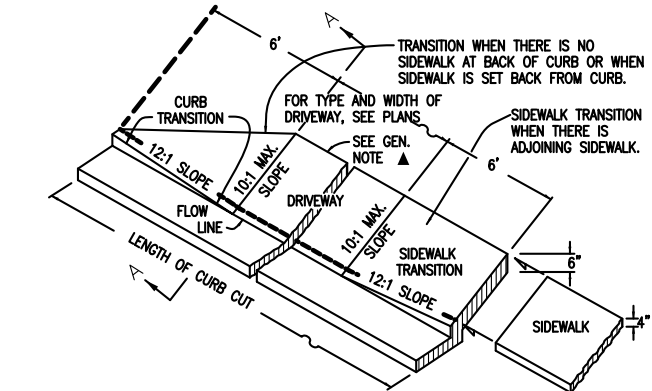 A
6'
TRANSITION WHEN THERE IS NO
SIDEWALK AT BACK OF CURB OR WHEN
SIDEWALK IS SET BACK FROM CURB.
CURB
TRANSITION
FOR TYPE AND WIDTH OF
DRIVEWAY, SEE PLANS
SIDEWALK TRANSITION
WHEN THERE IS
ADJOINING SIDEWALK.
SEE GEN.
NOTE ▲
6'
12:1 SLOPE
10:1 MAX.
SLOPE
DRIVEWAY
FLOW
LINE
10:1 MAX.
SLOPE
SIDEWALK
TRANSITION
12:1 SLOPE
LENGTH OF CURB CUT
A
6"
SIDEWALK
4"